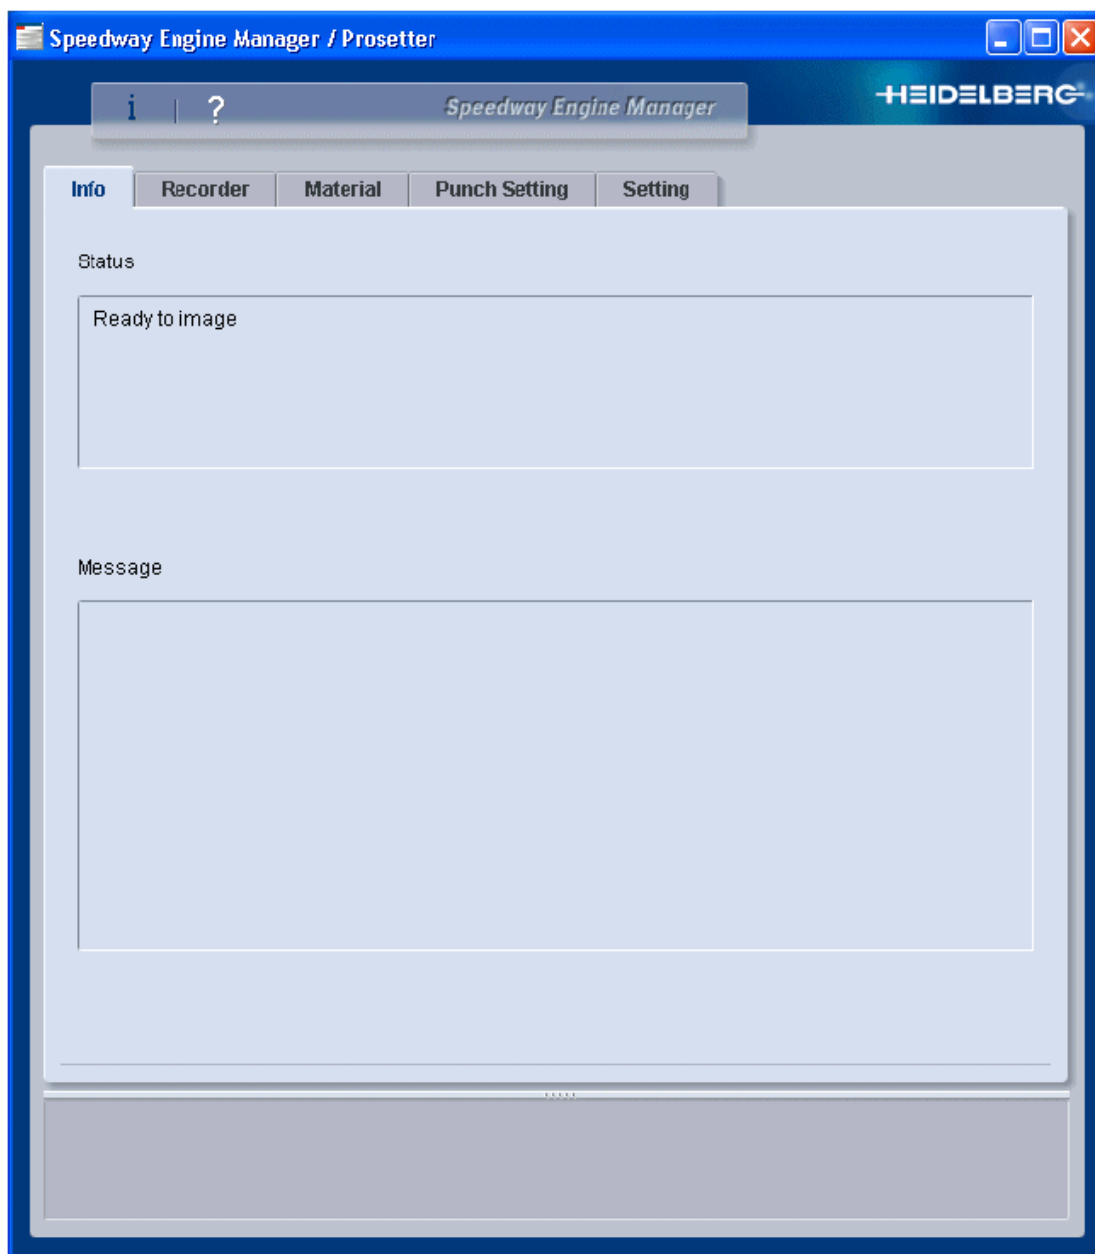 Speedway Engine Manager / Prosetter
i | ? Speedway Engine Manager
HEIDELBERG
Info Recorder Material Punch Setting Setting
Status
Ready to image
Message